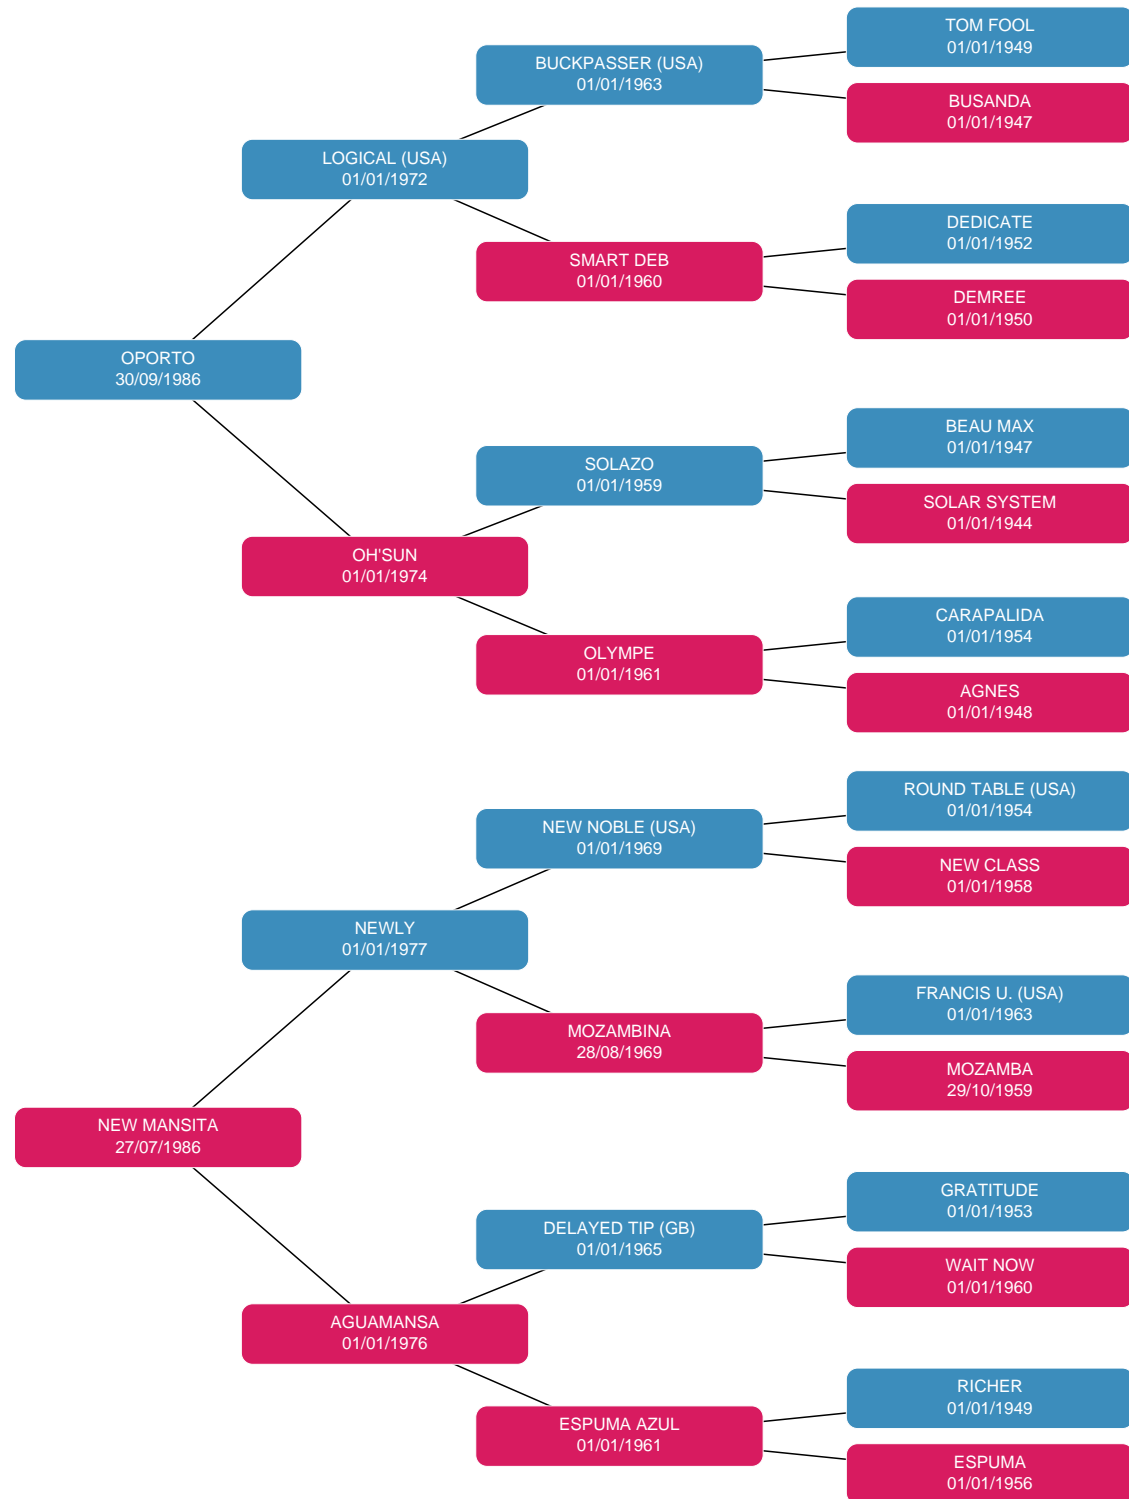 TOM FOOL
01/01/1949
BUCKPASSER (USA)
01/01/1963
BUSANDA
01/01/1947
LOGICAL (USA)
01/01/1972
DEDICATE
01/01/1952
SMART DEB
01/01/1960
DEMREE
01/01/1950
OPORTO
30/09/1986
BEAU MAX
01/01/1947
SOLAZO
01/01/1959
SOLAR SYSTEM
01/01/1944
OH'SUN
01/01/1974
CARAPALIDA
01/01/1954
OLYMPE
01/01/1961
AGNES
01/01/1948
ROUND TABLE (USA)
01/01/1954
NEW NOBLE (USA)
01/01/1969
NEW CLASS
01/01/1958
NEWLY
01/01/1977
FRANCIS U. (USA)
01/01/1963
MOZAMBINA
28/08/1969
MOZAMBA
29/10/1959
NEW MANSITA
27/07/1986
GRATITUDE
01/01/1953
DELAYED TIP (GB)
01/01/1965
WAIT NOW
01/01/1960
AGUAMANSA
01/01/1976
RICHER
01/01/1949
ESPUMA AZUL
01/01/1961
ESPUMA
01/01/1956